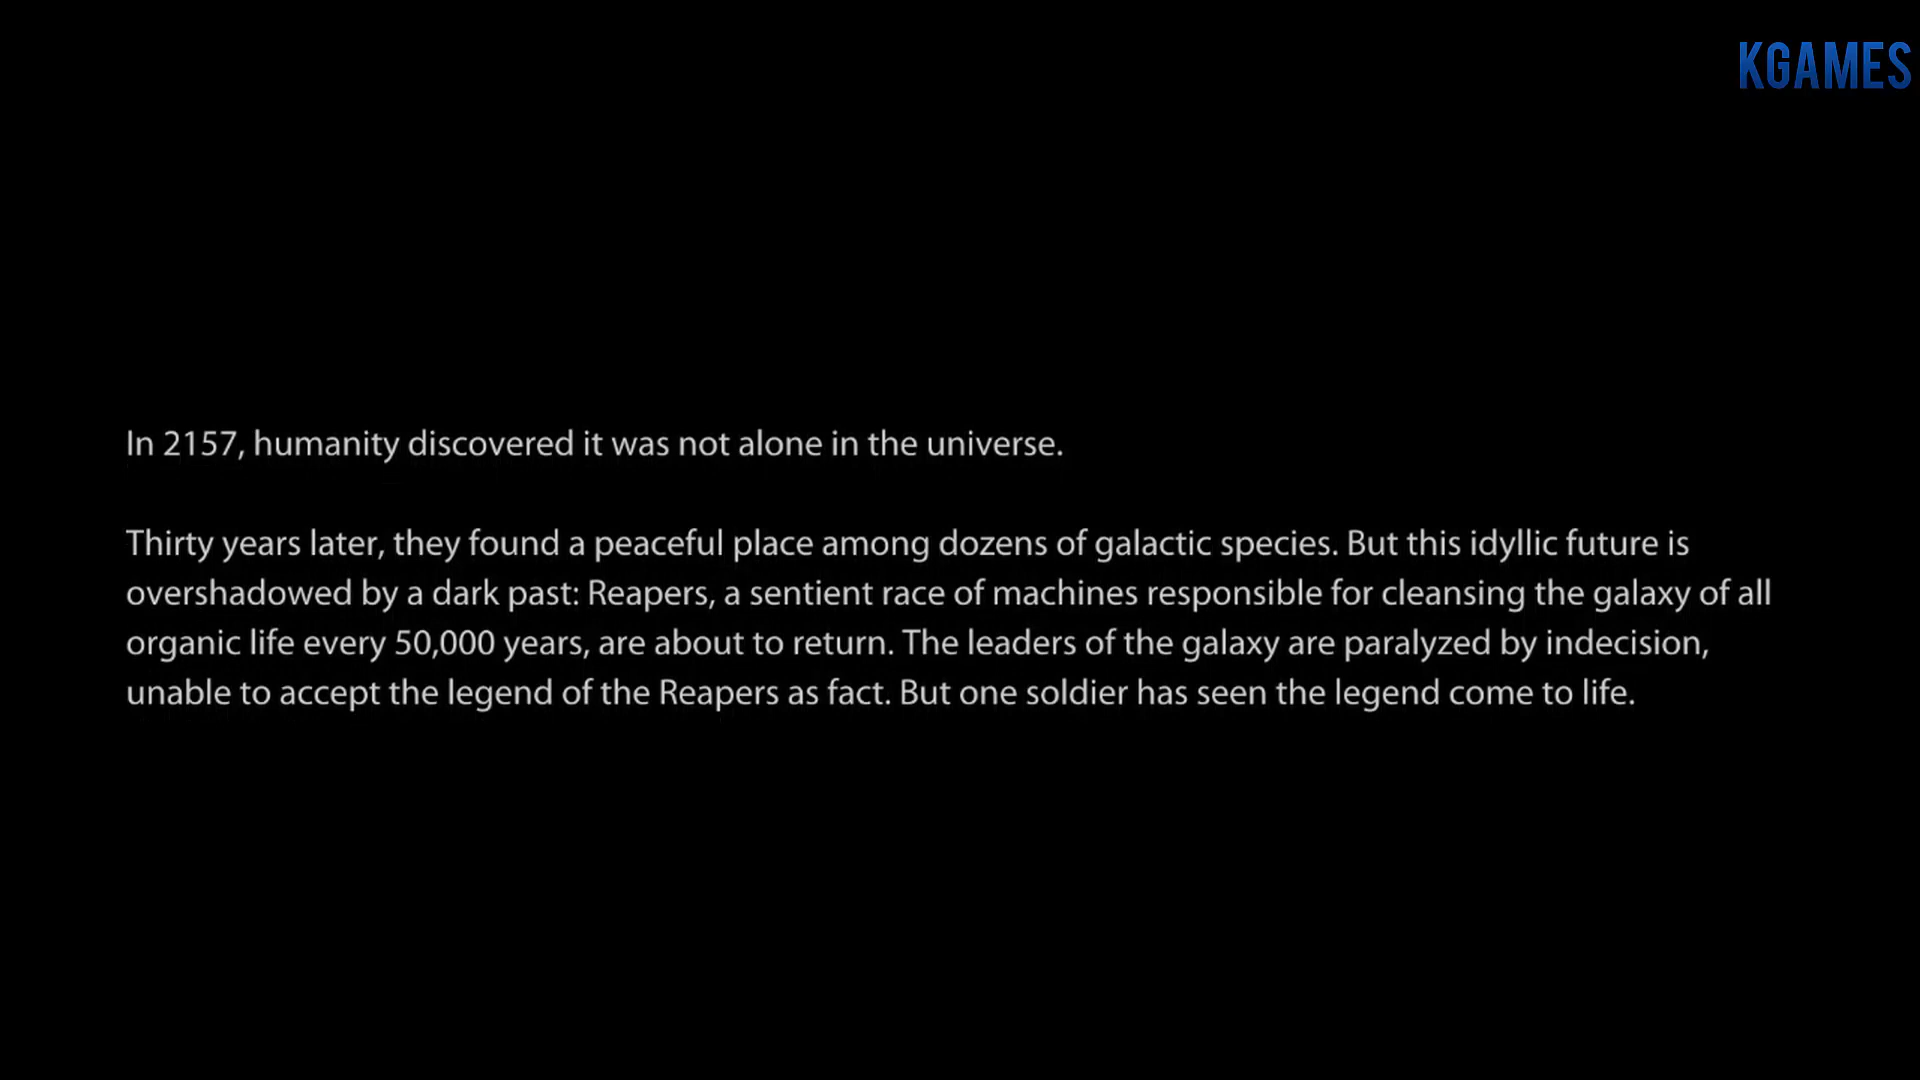 KGAMES
In 2157, humanity discovered it was not alone in the universe.
Thirty years later, they found a peaceful place among dozens of galactic species. But this idyllic future is
overshadowed by a dark past: Reapers, a sentient race of machines responsible for cleansing the galaxy of all
organic life every 50,000 years, are about to return. The leaders of the galaxy are paralyzed by indecision,
unable to accept the legend of the Reapers as fact. But one soldier has seen the legend come to life.